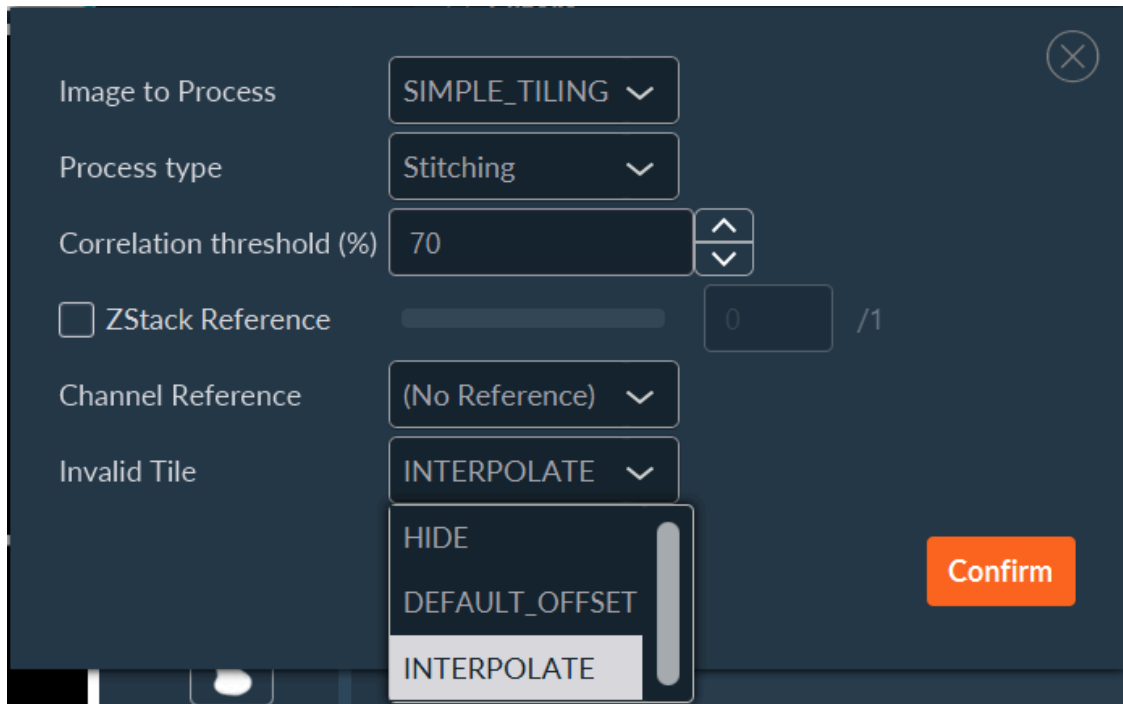 Image to Process SIMPLE_TILING
Process type Stitching
Correlation threshold (%) 70
ZStack Reference 0 /1
Channel Reference (No Reference)
Invalid Tile INTERPOLATE
HIDE
DEFAULT_OFFSET
INTERPOLATE
Confirm